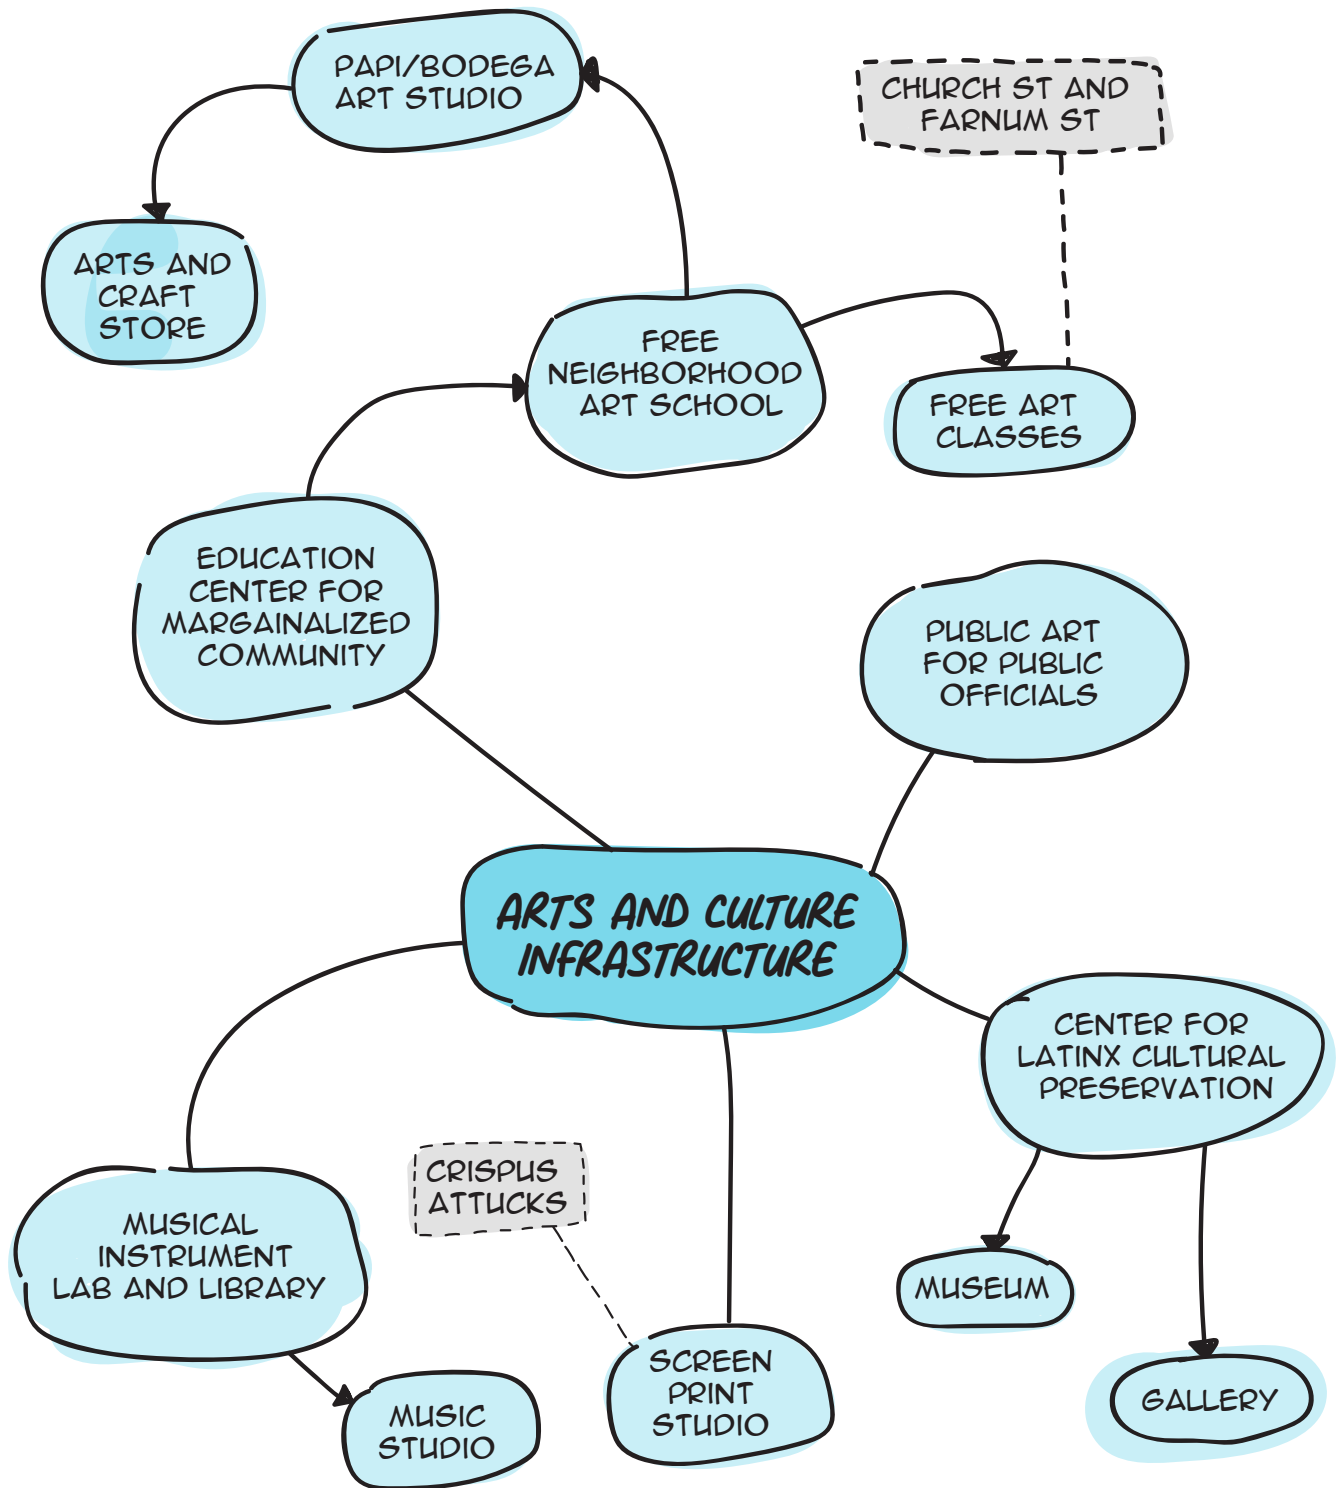 PAPI/BODEGA
ART STUDIO
CHURCH ST AND
FARNUM ST
ARTS AND
CRAFT
STORE
FREE
NEIGHBORHOOD
ART SCHOOL
FREE ART
CLASSES
EDUCATION
CENTER FOR
MARGAINALIZED
COMMUNITY
PUBLIC ART
FOR PUBLIC
OFFICIALS
ARTS AND CULTURE
INFRASTRUCTURE
CENTER FOR
LATINX CULTURAL
PRESERVATION
CRISPUS
ATTUCKS
MUSICAL
INSTRUMENT
LAB AND LIBRARY
MUSEUM
SCREEN
PRINT
STUDIO
GALLERY
MUSIC
STUDIO